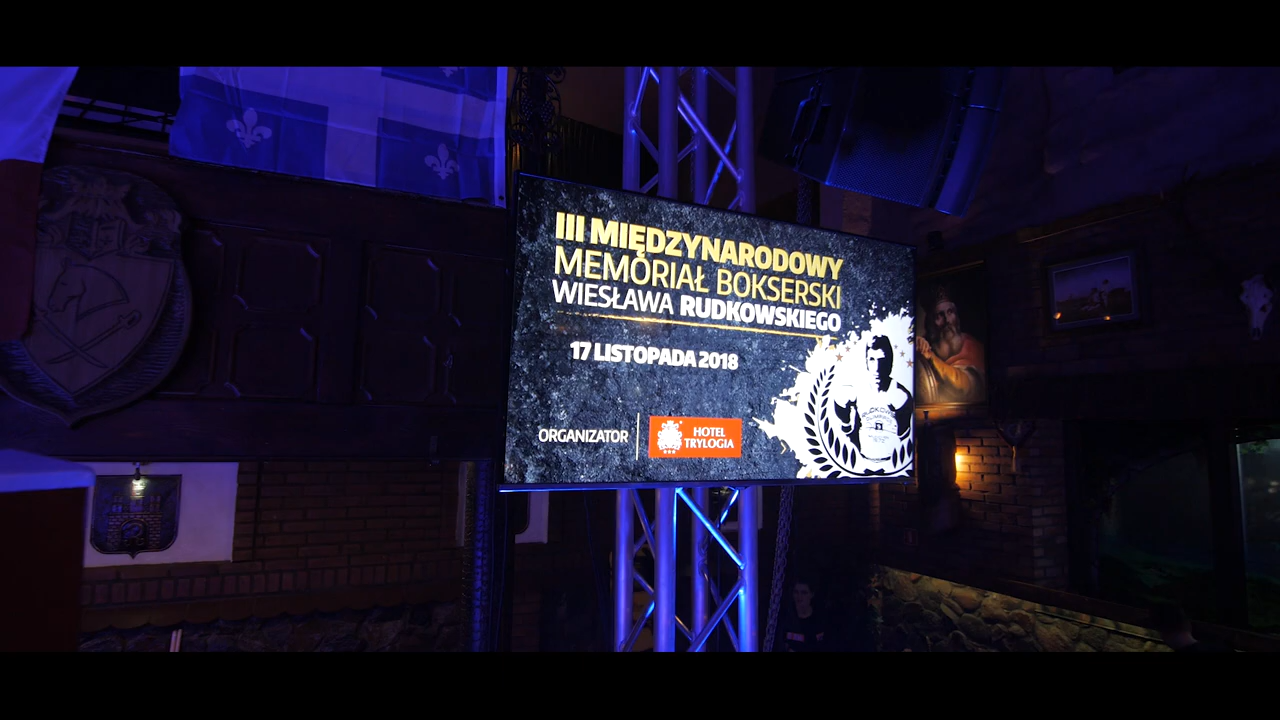 III MIĘDZYNARODOWY
MEMORIAŁ BOKSERSKI
WIESŁAWA RUDKOWSKIEGO
17 LISTOPADA 2018
ORGANIZATOR
HOTEL
TRYLOGIA